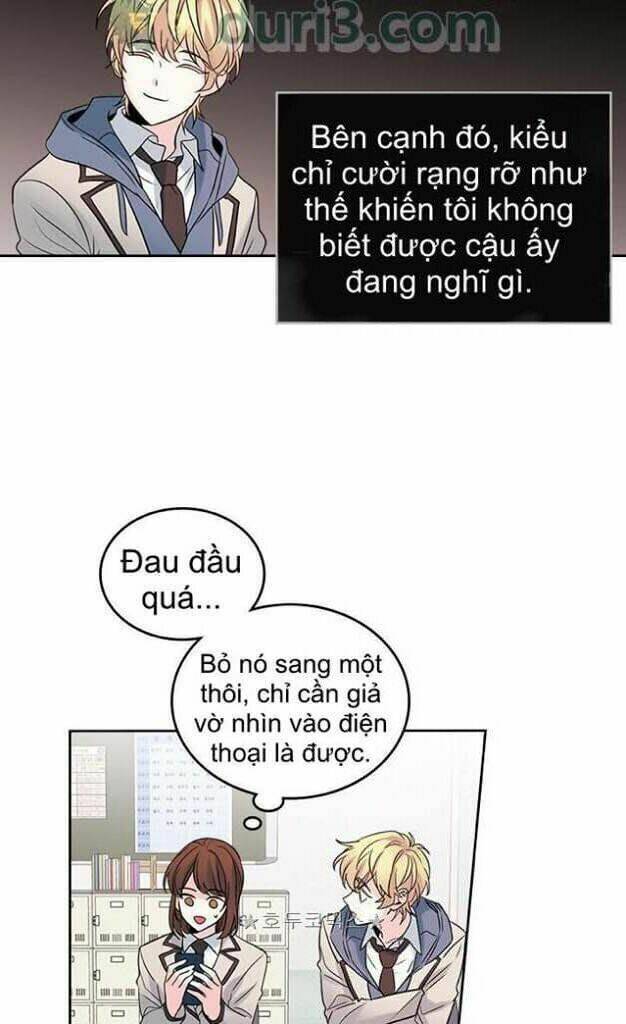 duri3.com
Bên cạnh đó, kiểu
chỉ cười rạng rỡ như
thế khiến tôi không
biết được cậu ấy
đang nghĩ gì.
Đau đầu
quá...
Bỏ nó sang một
thôi, chỉ cần giả
vờ nhìn vào điện
thoại là được.